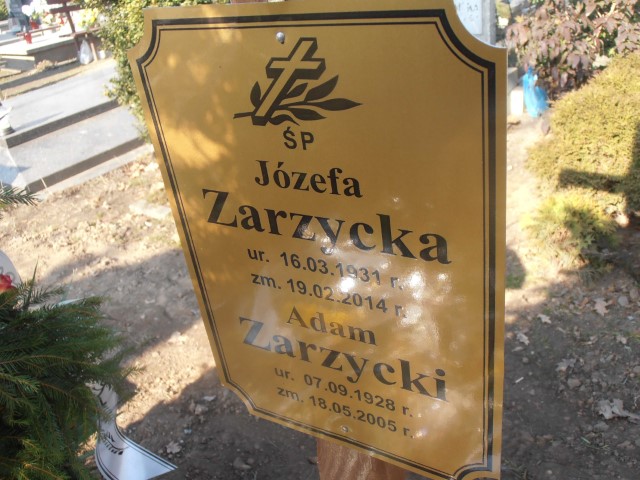 ŚP
Józefa
Zarzycka
ur. 16.03.1931 r.
zm. 19.02.2014 r.
Adam
Zarzycki
ur. 07.09.1928 r.
zm. 18.05.2005 r.